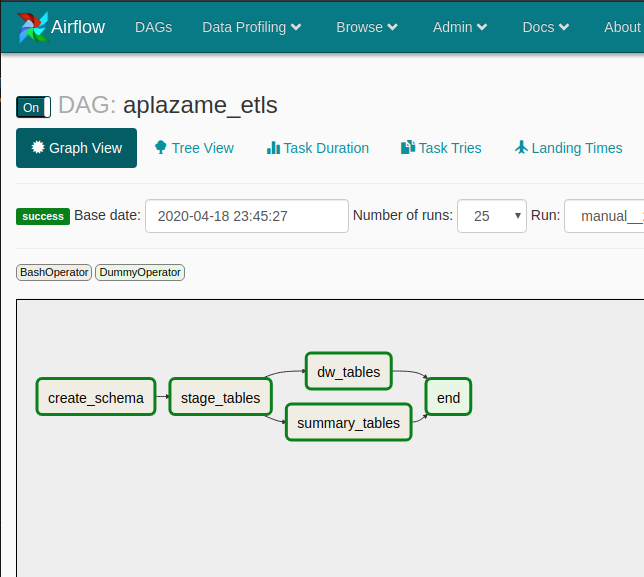 Airflow DAGs Data Profiling Browse Admin Docs About
On DAG: aplazame_etls
Graph View Tree View Task Duration Task Tries Landing Times
success Base date: 2020-04-18 23:45:27 Number of runs: 25 Run: manual__
BashOperator DummyOperator
dw_tables
create_schema stage_tables end
summary_tables